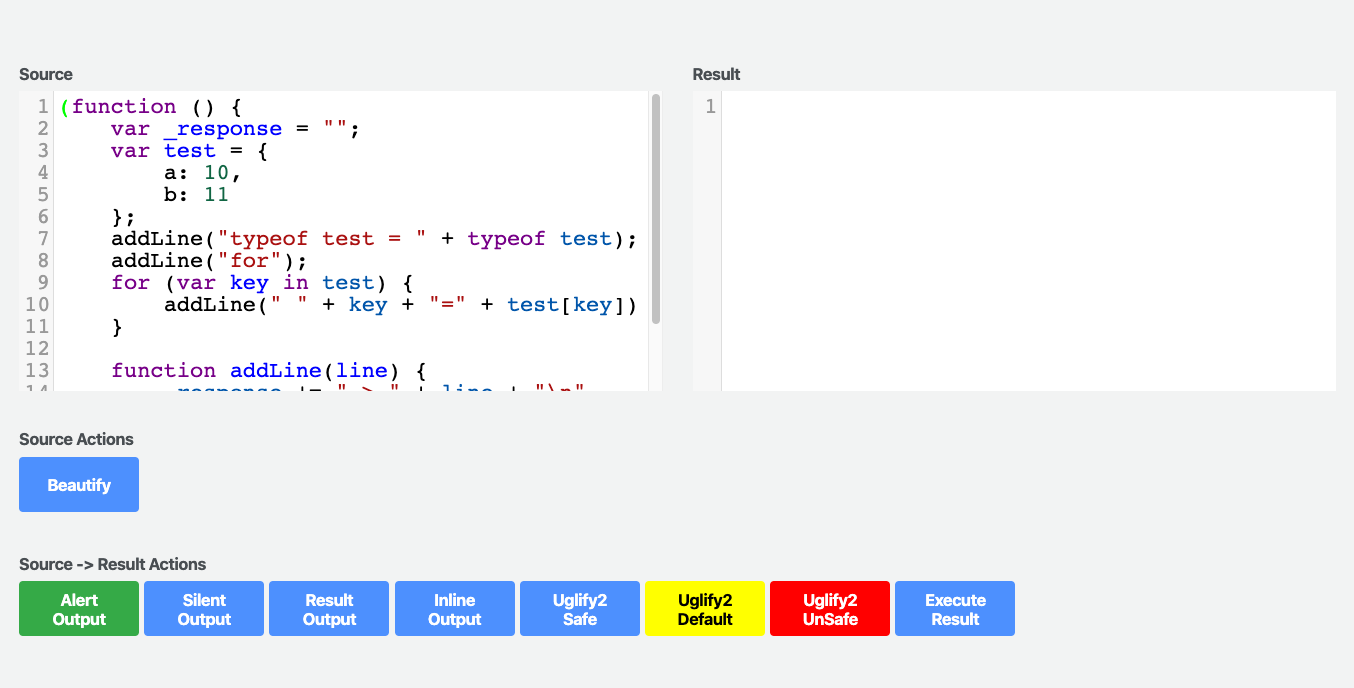 Source
Result
1 (function () {
2     var _response = "";
3     var test = {
4         a: 10,
5         b: 11
6     };
7     addLine("typeof test = " + typeof test);
8     addLine("for");
9     for (var key in test) {
10         addLine(" " + key + "=" + test[key])
11     }
12
13     function addLine(line) {
14         _response += " > " + line + "\n"
1
Source Actions
Beautify
Source -> Result Actions
Alert Output
Silent Output
Result Output
Inline Output
Uglify2 Safe
Uglify2 Default
Uglify2 UnSafe
Execute Result